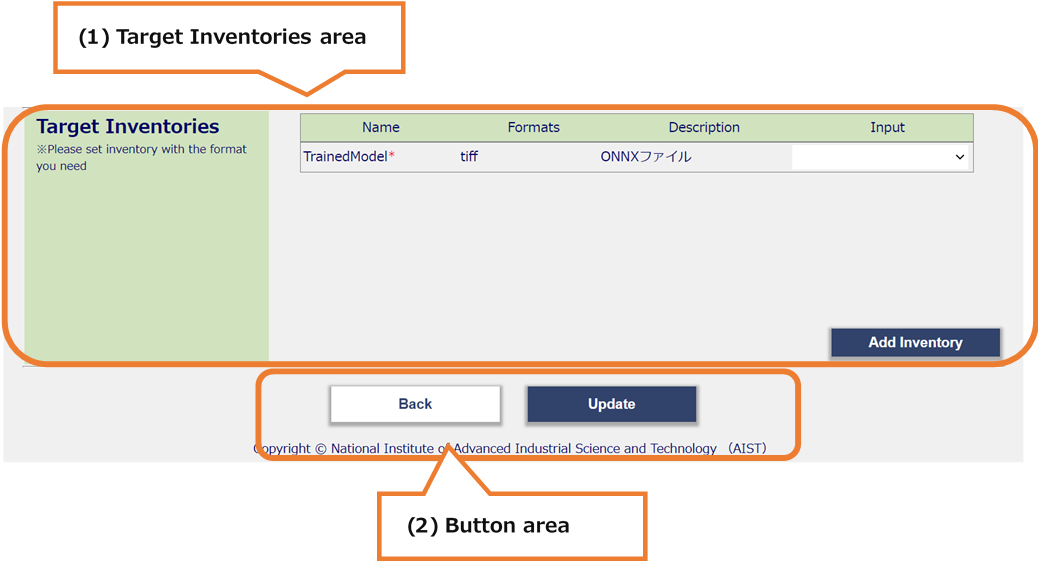 (1) Target Inventories area
Target Inventories
※Please set inventory with the format
you need
Name Formats Description Input
TrainedModel* tiff ONNXファイル
Add Inventory
Back Update
Copyright © National Institute of Advanced Industrial Science and Technology （AIST）
(2) Button area